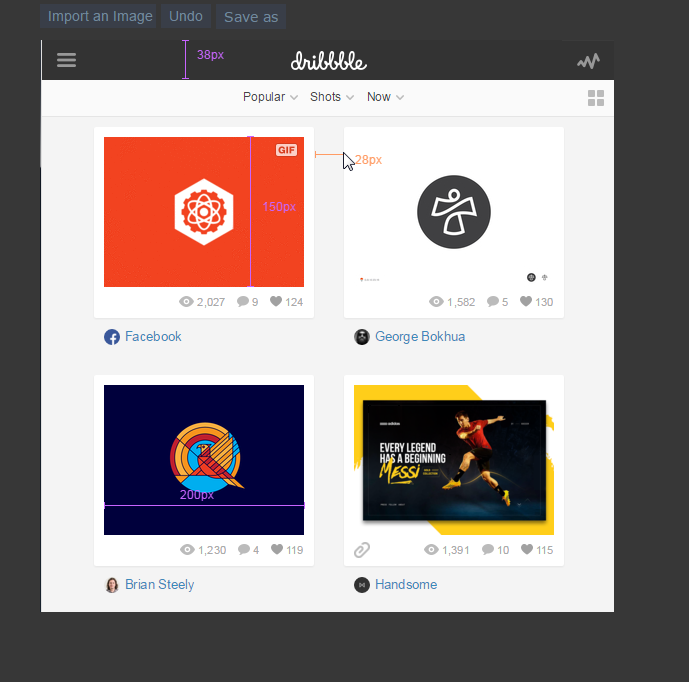 Import an Image Undo Save as
38px
dribbble
Popular Shots Now
GIF
28px
150px
2,027 9 124
1,582 5 130
Facebook
George Bokhua
EVERY LEGEND
HAS A BEGINNING
MESSI
200px
1,230 4 119
1,391 10 115
Brian Steely
Handsome